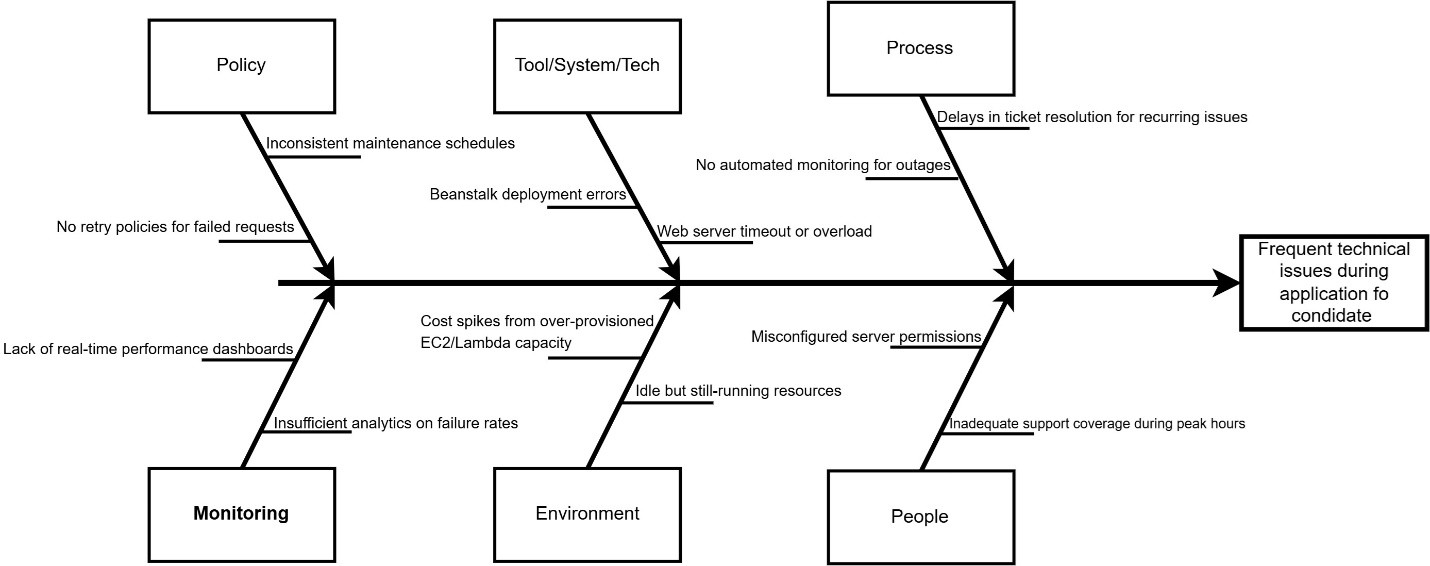 Process
Policy
Tool/System/Tech
Delays in ticket resolution for recurring issues
Inconsistent maintenance schedules
No automated monitoring for outages
Beanstalk deployment errors
No retry policies for failed requests
Web server timeout or overload
Frequent technical
issues during
application fo
condidate
Cost spikes from over-provisioned
EC2/Lambda capacity
Misconfigured server permissions
Lack of real-time performance dashboards
Idle but still-running resources
Insufficient analytics on failure rates
Inadequate support coverage during peak hours
Monitoring
Environment
People